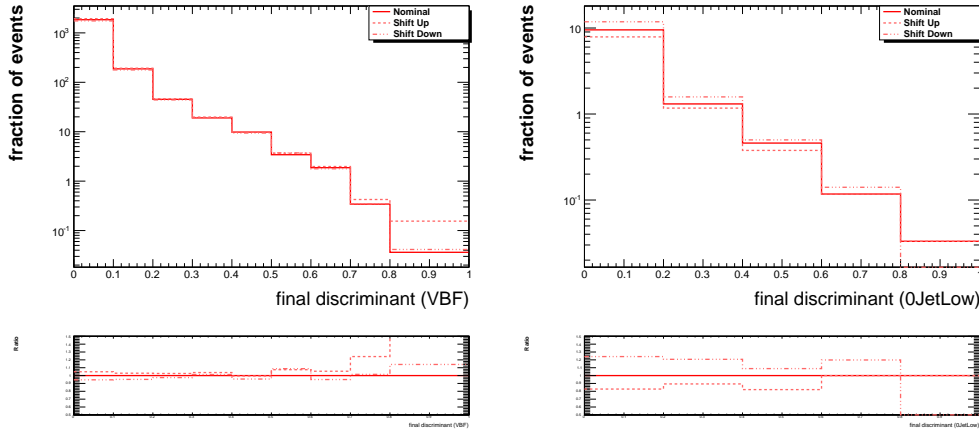 fraction of events
Nominal
Shift Up
Shift Down
10³
10²
10
1
10⁻¹
0 0.1 0.2 0.3 0.4 0.5 0.6 0.7 0.8 0.9 1
final discriminant (VBF)
Ratio
final discriminant (VBF)
fraction of events
Nominal
Shift Up
Shift Down
10
1
10⁻¹
0 0.1 0.2 0.3 0.4 0.5 0.6 0.7 0.8 0.9 1
final discriminant (0JetLow)
Ratio
final discriminant (0JetLow)